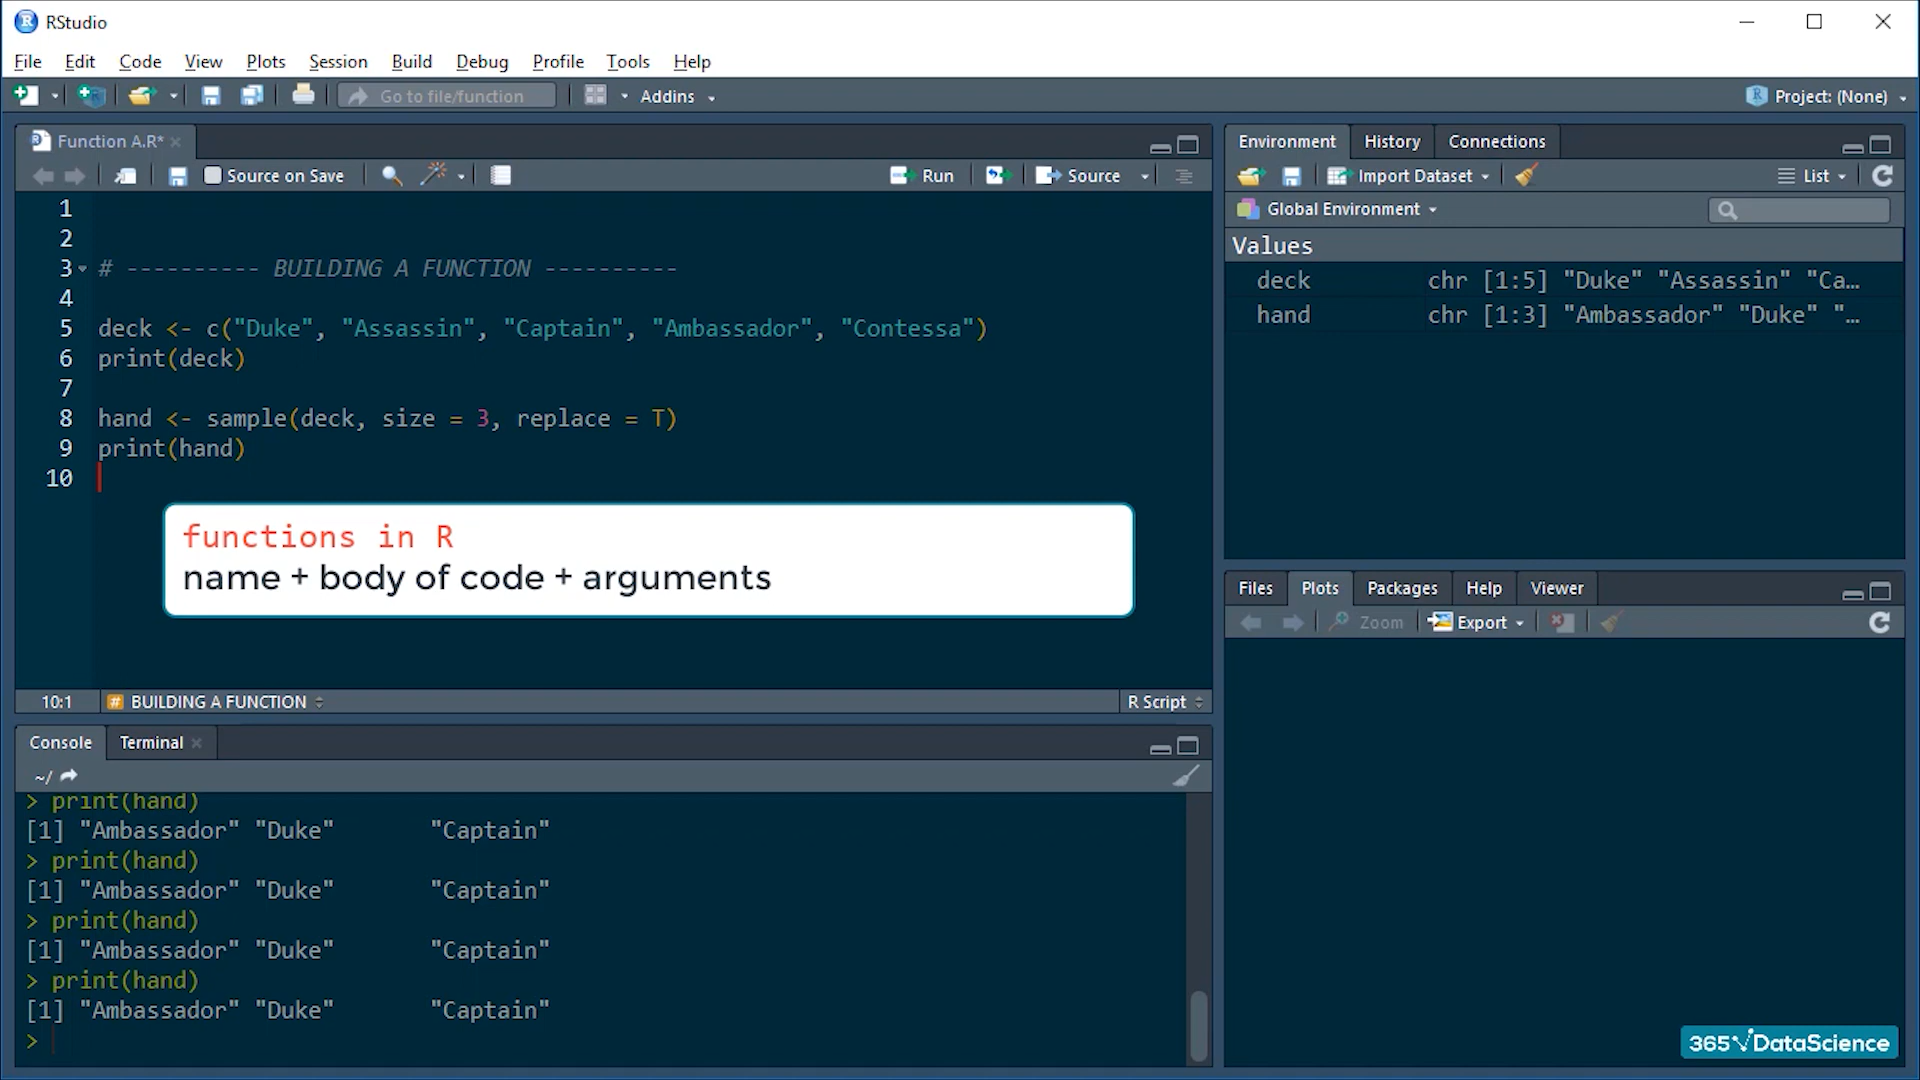 RStudio
File Edit Code View Plots Session Build Debug Profile Tools Help
Go to file/function Addins Project: (None)
Function A.R*
Source on Save Run Source
1
2
3 # ---------- BUILDING A FUNCTION ----------
4
5 deck <- c("Duke", "Assassin", "Captain", "Ambassador", "Contessa")
6 print(deck)
7
8 hand <- sample(deck, size = 3, replace = T)
9 print(hand)
10
functions in R
name + body of code + arguments
10:1 # BUILDING A FUNCTION R Script
Console Terminal
~/
> print(hand)
[1] "Ambassador" "Duke" "Captain"
> print(hand)
[1] "Ambassador" "Duke" "Captain"
> print(hand)
[1] "Ambassador" "Duke" "Captain"
> print(hand)
[1] "Ambassador" "Duke" "Captain"
>
Environment History Connections
Import Dataset List
Global Environment
Values
deck chr [1:5] "Duke" "Assassin" "Ca…
hand chr [1:3] "Ambassador" "Duke" "…
Files Plots Packages Help Viewer
Zoom Export
365√DataScience